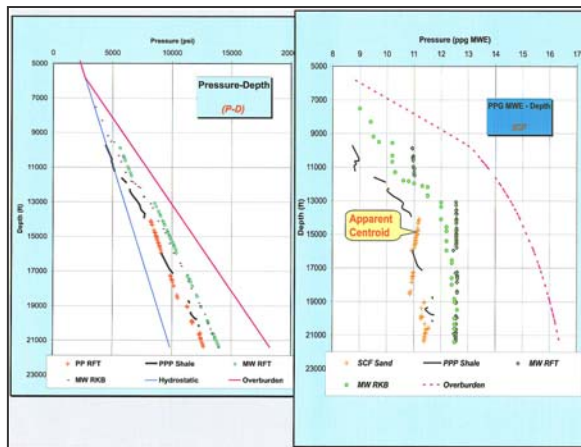 Pressure (psi)
0 5000 10000 15000 2000
5000
7000
9000
11000
13000
15000
17000
19000
21000
23000
Depth (ft)
Pressure-Depth
(P-D)
PP RFT PPP Shale MW RFT
MW RKB Hydrostatic Overburden
Pressure (ppg MWE)
8 9 10 11 12 13 14 15 16 17
5000
7000
9000
11000
13000
15000
17000
19000
21000
23000
Depth (ft)
PPG MWE - Depth
Apparent
Centroid
SCF Sand PPP Shale MW RFT
MW RKB Overburden